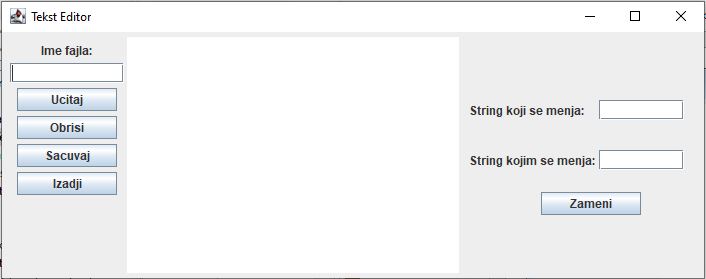 Tekst Editor
Ime fajla:
Ucitaj
Obrisi
Sacuvaj
Izadji
String koji se menja:
String kojim se menja:
Zameni